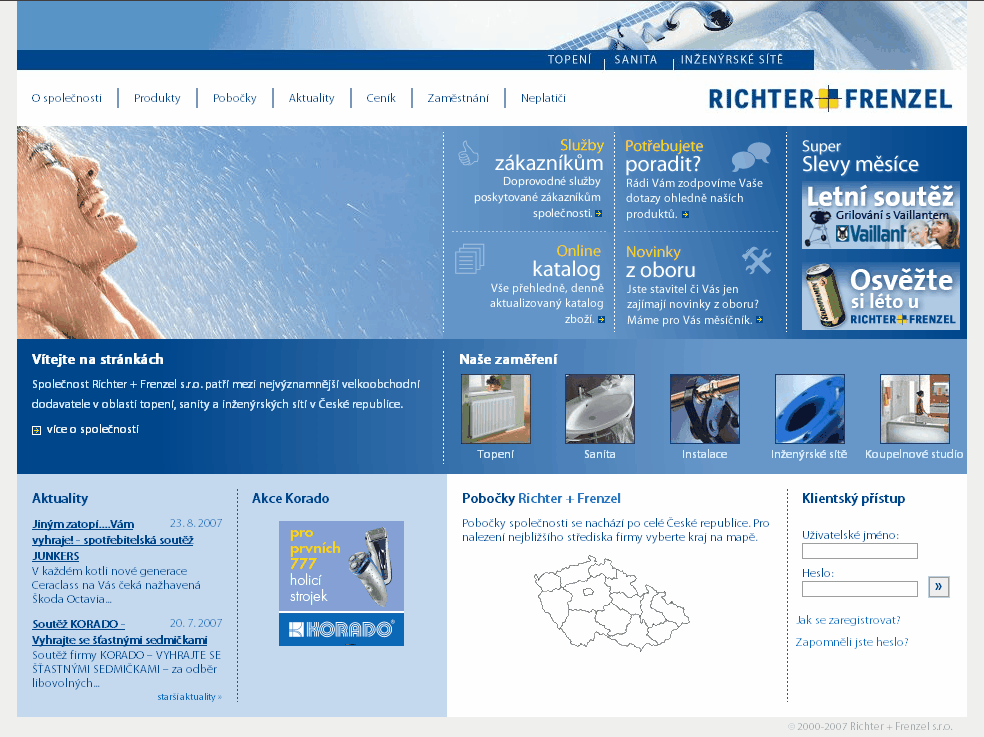 TOPENÍ | SANITA | INŽENÝRSKÉ SÍTĚ
O společnosti | Produkty | Pobočky | Aktuality | Ceník | Zaměstnání | Neplatiči
RICHTER+FRENZEL
Služby
zákazníkům
Doprovodné služby
poskytované zákazníkům
společnosti.
Potřebujete
poradit?
Rádi Vám zodpovíme Vaše
dotazy ohledně naších
produktů.
Online
katalog
Vše přehledně, denně
aktualizovaný katalog
zboží.
Novinky
z oboru
Jste stavitel či Vás jen
zajímají novinky z oboru?
Máme pro Vás měsíčník.
Super
Slevy měsíce
Letní soutěž
Grilování s Vaillantem
Vaillant
Osvěžte
si léto u
RICHTER+FRENZEL
Vítejte na stránkách
Společnost Richter + Frenzel s.r.o. patří mezi nejvýznamnější velkoobchodní
dodavatele v oblasti topení, sanity a inženýrských sítí v České republice.
více o společnosti
Naše zaměření
Topení
Sanita
Instalace
Inženýrské sítě
Koupelnové studio
Aktuality
Jiným zatopí....Vám 23. 8. 2007
vyhraje! - spotřebitelská soutěž
JUNKERS
V každém kotli nové generace
Ceraclass na Vás čeká nažhavená
Škoda Octavia...
Soutěž KORADO - 20. 7. 2007
Vyhrajte se šťastnými sedmičkami
Soutěž firmy KORADO – VYHRAJTE SE
ŠŤASTNÝMI SEDMIČKAMI – za odběr
libovolných...
starší aktuality »
Akce Korado
pro
prvních
777
holicí
strojek
KORADO®
Pobočky Richter + Frenzel
Pobočky společnosti se nachází po celé České republice. Pro
nalezení nejbližšího střediska firmy vyberte kraj na mapě.
Klientský přístup
Uživatelské jméno:
Heslo:
»
Jak se zaregistrovat?
Zapomněli jste heslo?
© 2000-2007 Richter + Frenzel s.r.o.